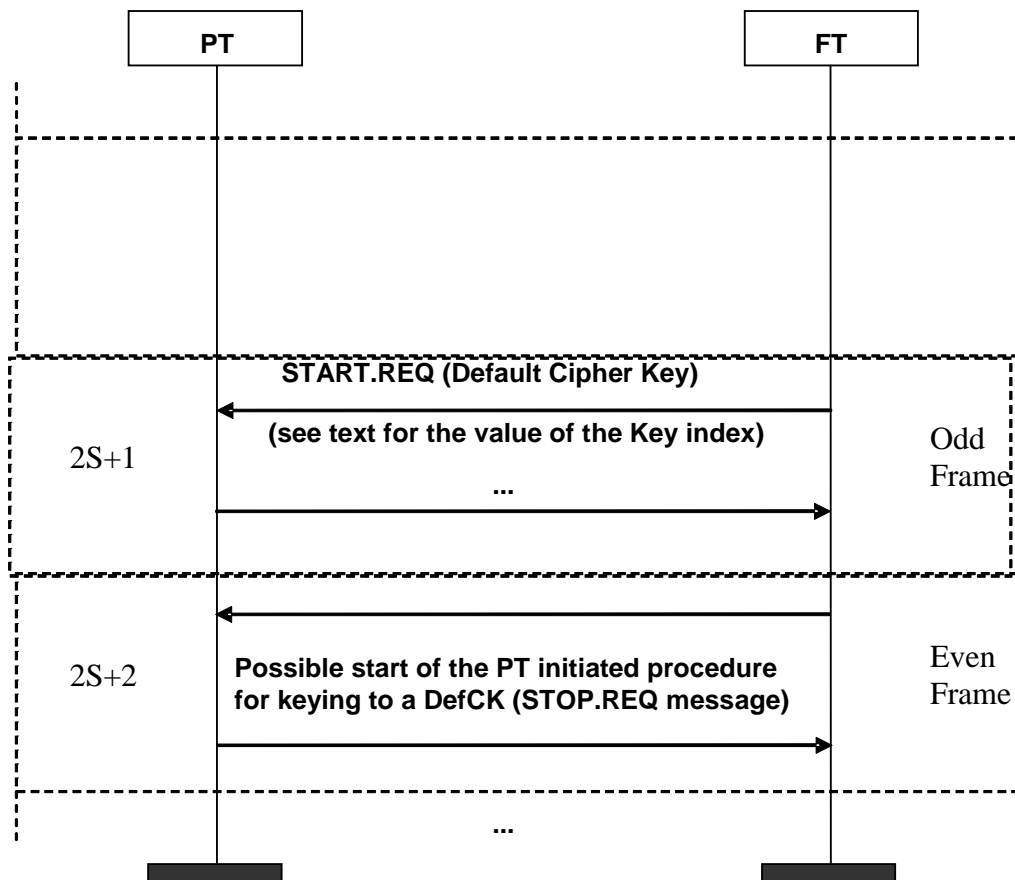 PT
FT
START.REQ (Default Cipher Key)
(see text for the value of the Key index)
2S+1
Odd
Frame
...
2S+2
Possible start of the PT initiated procedure
for keying to a DefCK (STOP.REQ message)
Even
Frame
...